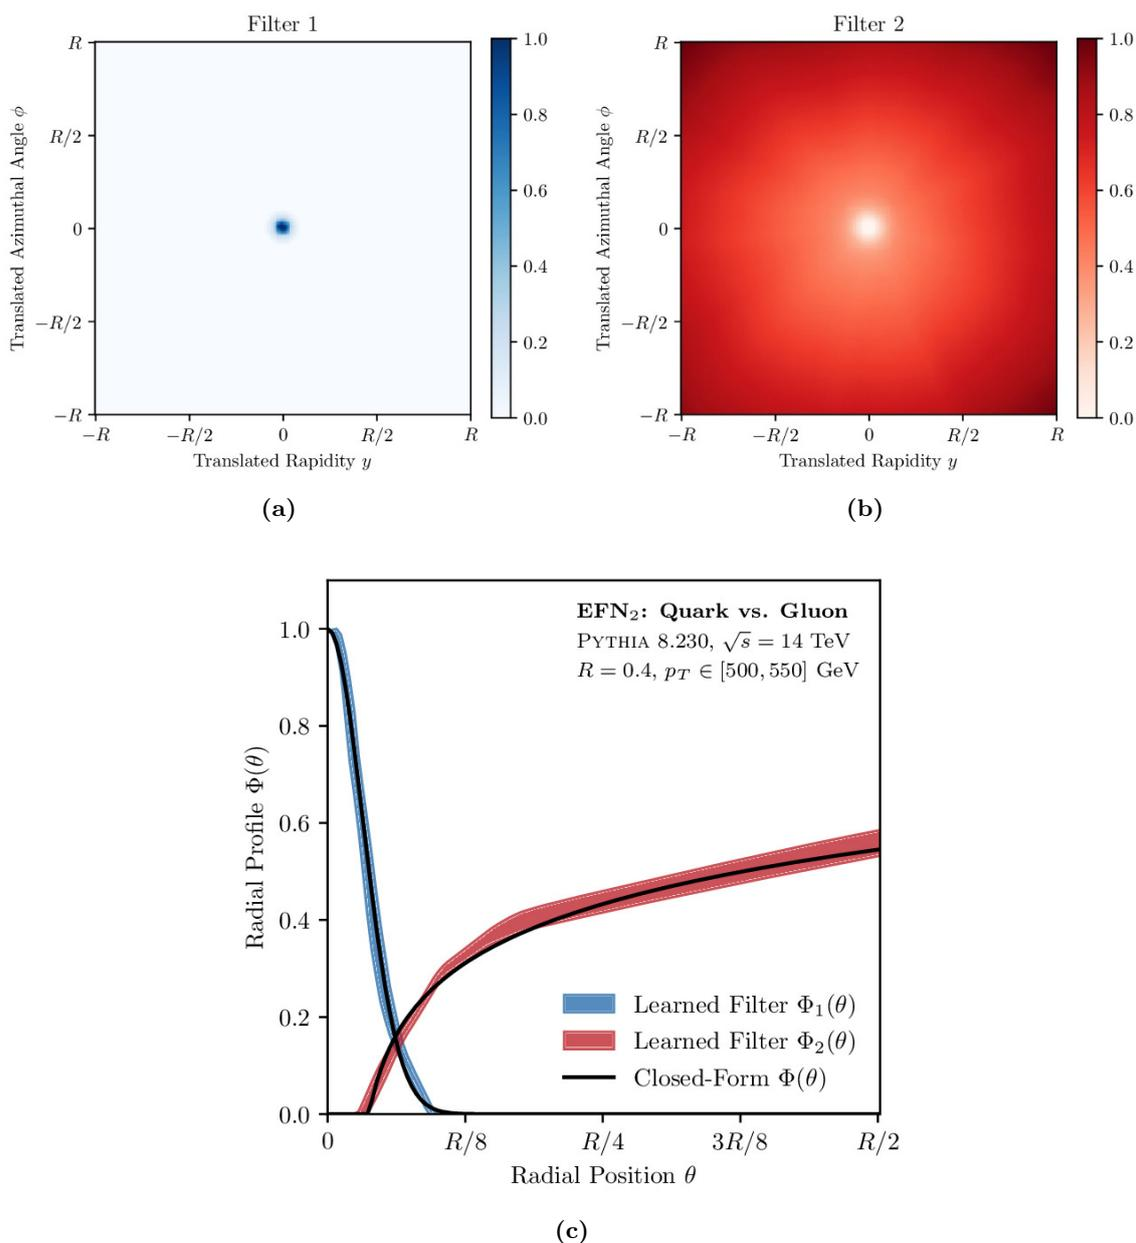 Filter 1
Translated Azimuthal Angle ϕ
R
R/2
0
−R/2
−R
−R −R/2 0 R/2 R
Translated Rapidity y
1.0
0.8
0.6
0.4
0.2
0.0
(a)
Filter 2
Translated Azimuthal Angle ϕ
R
R/2
0
−R/2
−R
−R −R/2 0 R/2 R
Translated Rapidity y
1.0
0.8
0.6
0.4
0.2
0.0
(b)
Radial Profile Φ(θ)
1.0
0.8
0.6
0.4
0.2
0.0
EFN₂: Quark vs. Gluon
PYTHIA 8.230, √s = 14 TeV
R = 0.4, p_T ∈ [500, 550] GeV
Learned Filter Φ₁(θ)
Learned Filter Φ₂(θ)
Closed-Form Φ(θ)
0 R/8 R/4 3R/8 R/2
Radial Position θ
(c)